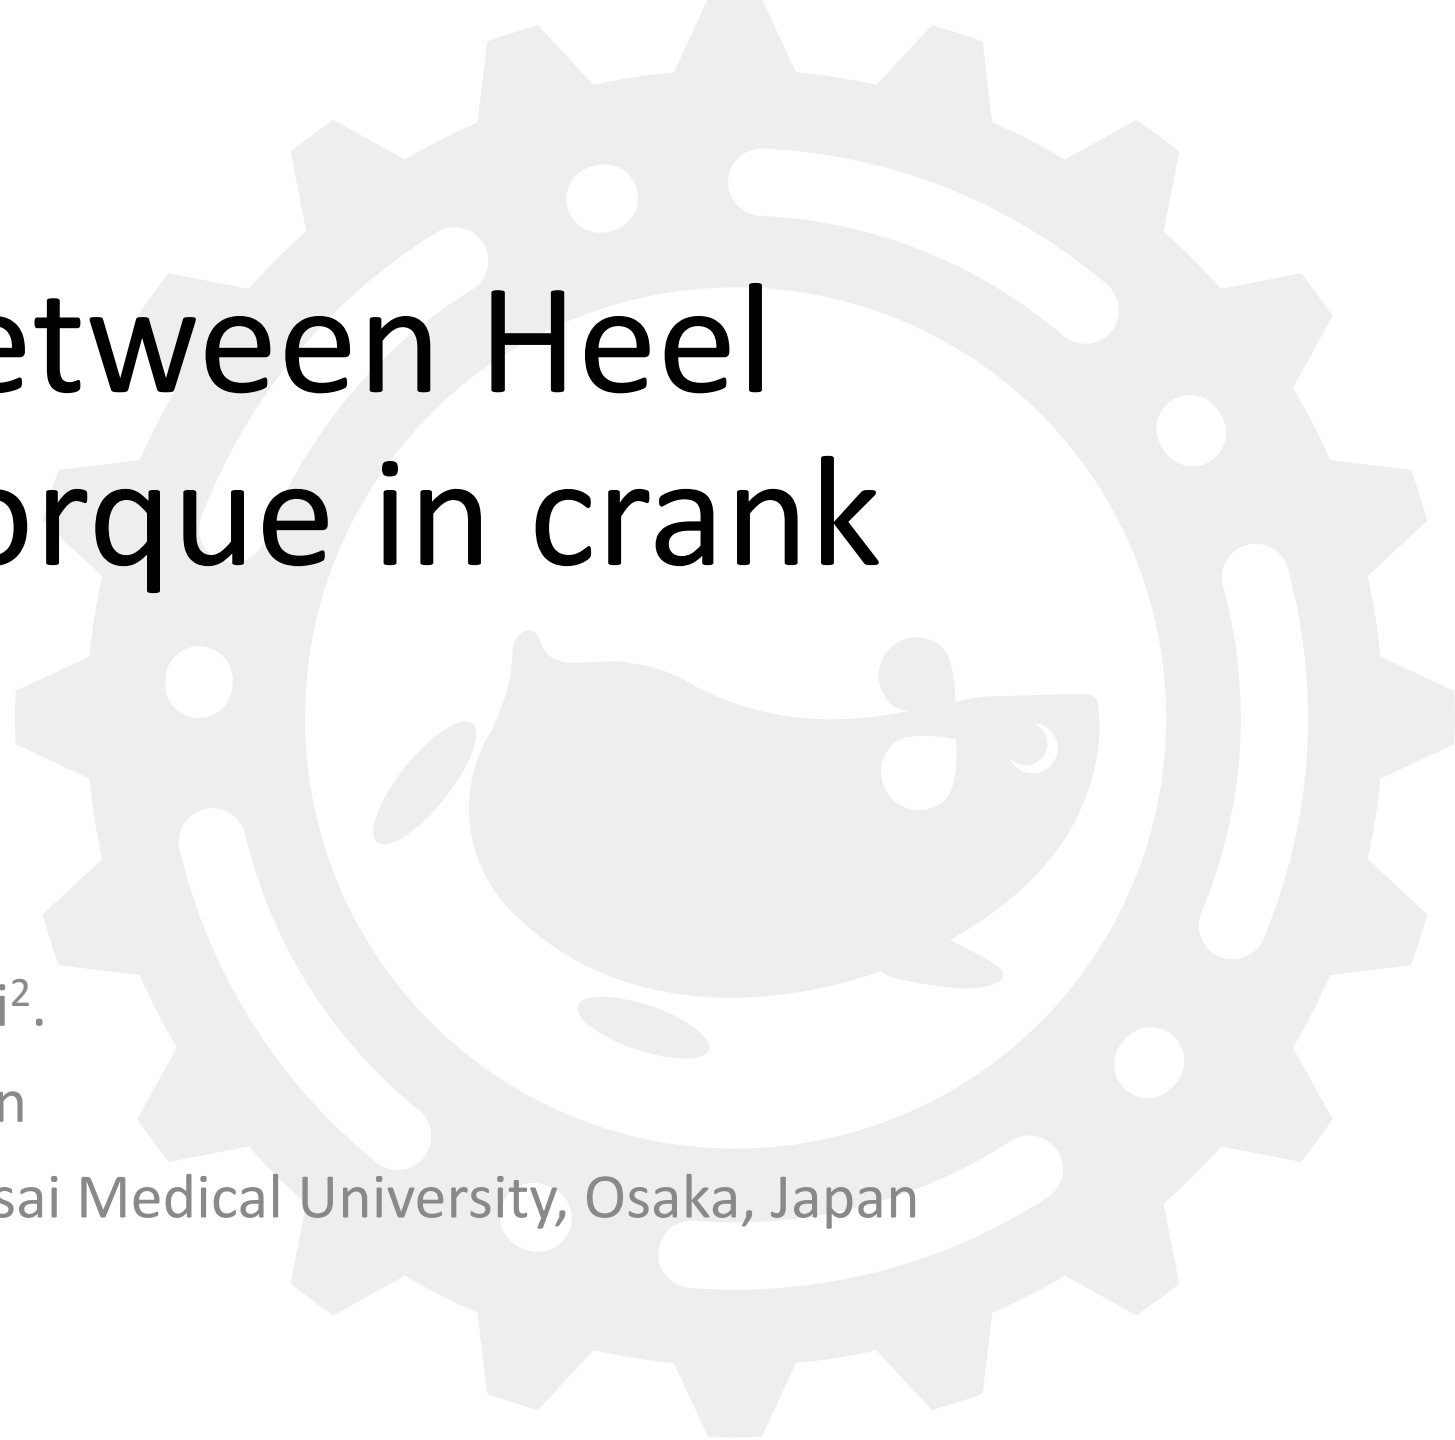 etween Heel
orque in crank
i².
n
sai Medical University, Osaka, Japan